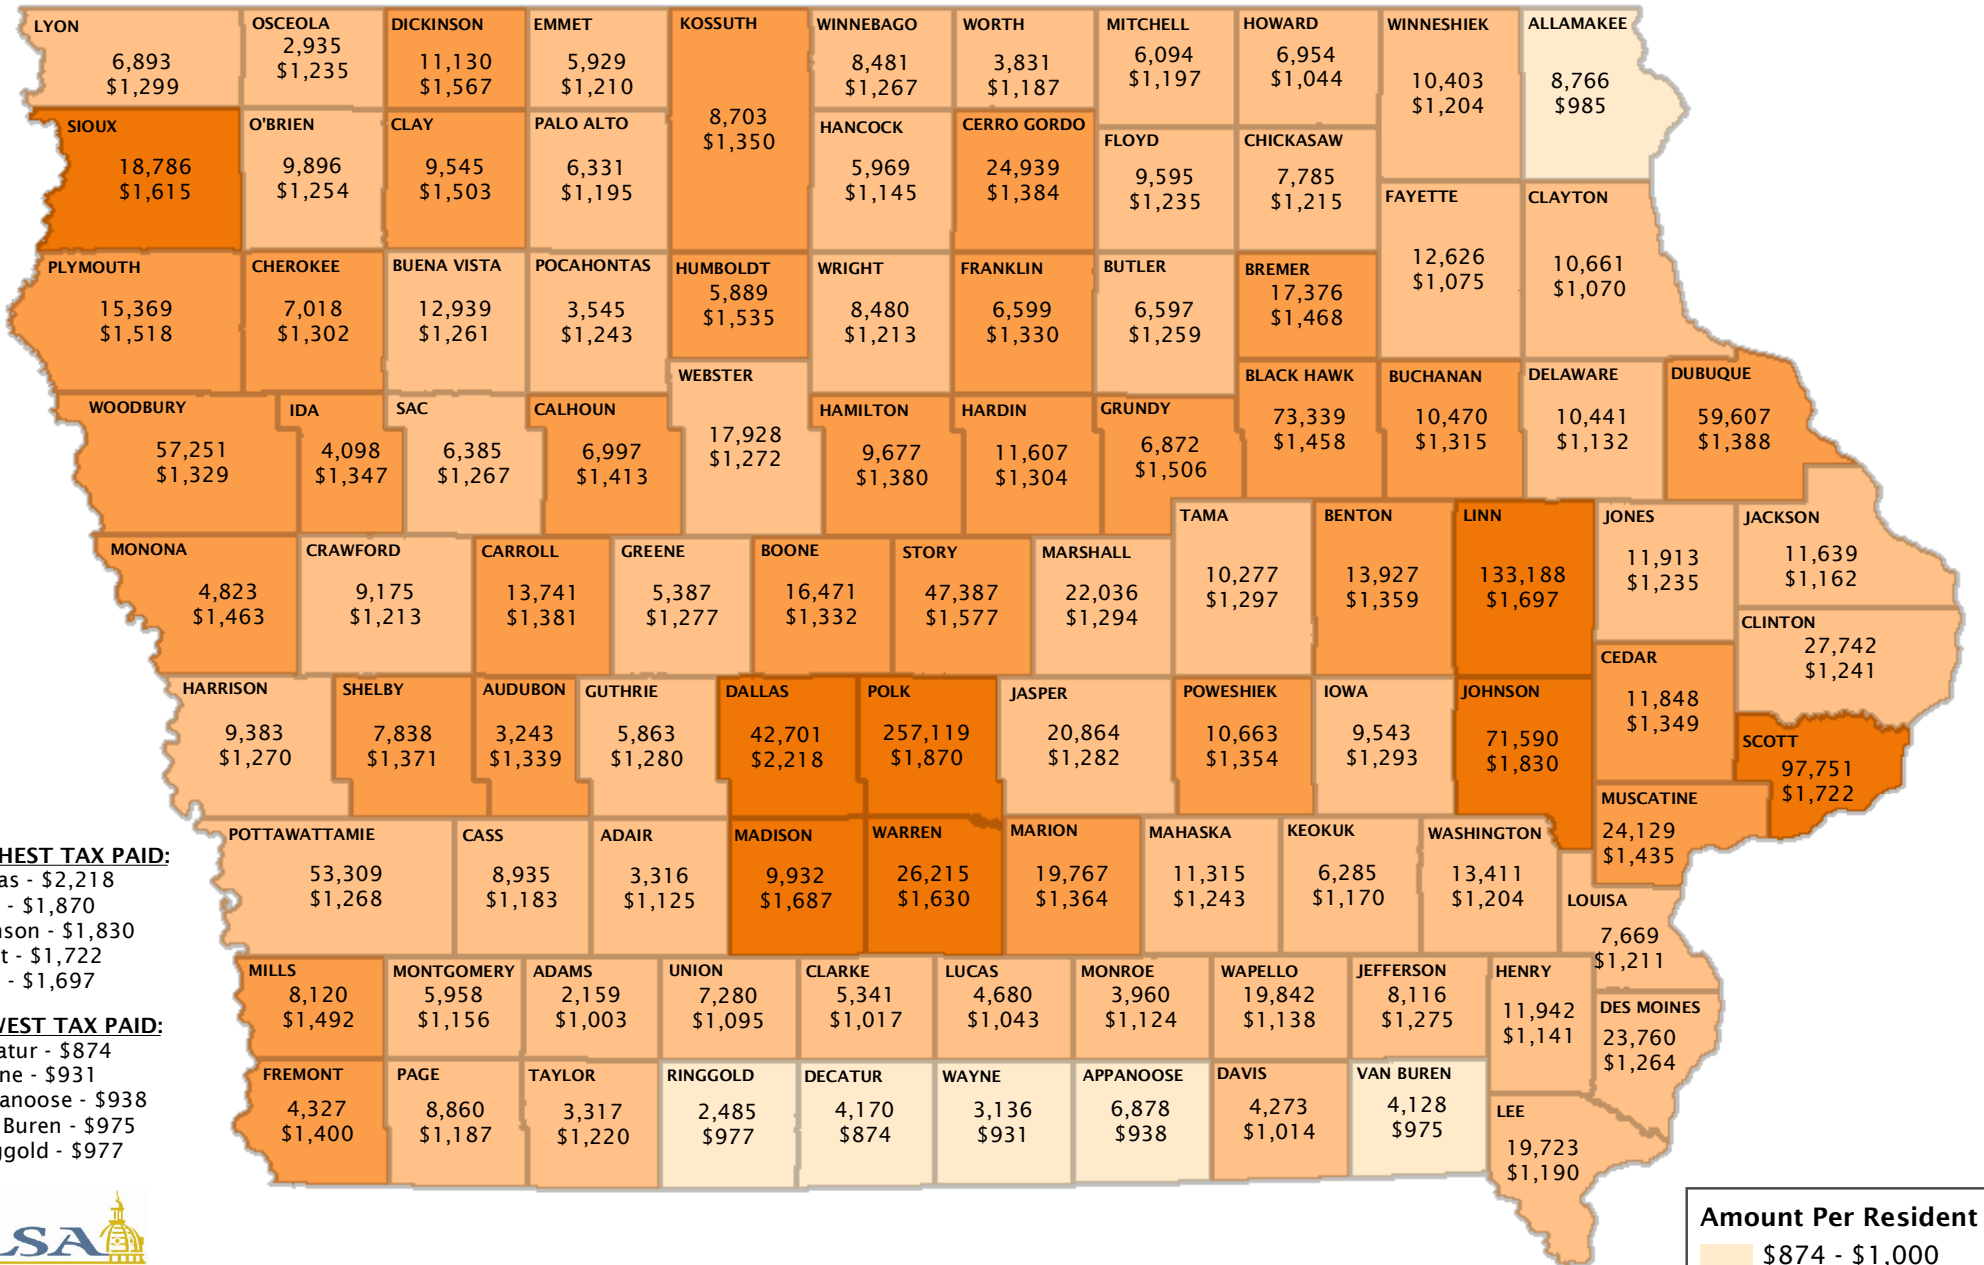 LYON
6,893
$1,299
OSCEOLA
2,935
$1,235
DICKINSON
11,130
$1,567
EMMET
5,929
$1,210
KOSSUTH
8,703
$1,350
WINNEBAGO
8,481
$1,267
WORTH
3,831
$1,187
MITCHELL
6,094
$1,197
HOWARD
6,954
$1,044
WINNESHIEK
10,403
$1,204
ALLAMAKEE
8,766
$985
SIOUX
18,786
$1,615
O'BRIEN
9,896
$1,254
CLAY
9,545
$1,503
PALO ALTO
6,331
$1,195
HANCOCK
5,969
$1,145
CERRO GORDO
24,939
$1,384
FLOYD
9,595
$1,235
CHICKASAW
7,785
$1,215
FAYETTE
12,626
$1,075
CLAYTON
10,661
$1,070
PLYMOUTH
15,369
$1,518
CHEROKEE
7,018
$1,302
BUENA VISTA
12,939
$1,261
POCAHONTAS
3,545
$1,243
HUMBOLDT
5,889
$1,535
WRIGHT
8,480
$1,213
FRANKLIN
6,599
$1,330
BUTLER
6,597
$1,259
BREMER
17,376
$1,468
WOODBURY
57,251
$1,329
IDA
4,098
$1,347
SAC
6,385
$1,267
CALHOUN
6,997
$1,413
WEBSTER
17,928
$1,272
HAMILTON
9,677
$1,380
HARDIN
11,607
$1,304
GRUNDY
6,872
$1,506
BLACK HAWK
73,339
$1,458
BUCHANAN
10,470
$1,315
DELAWARE
10,441
$1,132
DUBUQUE
59,607
$1,388
MONONA
4,823
$1,463
CRAWFORD
9,175
$1,213
CARROLL
13,741
$1,381
GREENE
5,387
$1,277
BOONE
16,471
$1,332
STORY
47,387
$1,577
MARSHALL
22,036
$1,294
TAMA
10,277
$1,297
BENTON
13,927
$1,359
LINN
133,188
$1,697
JONES
11,913
$1,235
JACKSON
11,639
$1,162
CLINTON
27,742
$1,241
HARRISON
9,383
$1,270
SHELBY
7,838
$1,371
AUDUBON
3,243
$1,339
GUTHRIE
5,863
$1,280
DALLAS
42,701
$2,218
POLK
257,119
$1,870
JASPER
20,864
$1,282
POWESHIEK
10,663
$1,354
IOWA
9,543
$1,293
JOHNSON
71,590
$1,830
CEDAR
11,848
$1,349
SCOTT
97,751
$1,722
MUSCATINE
24,129
$1,435
POTTAWATTAMIE
53,309
$1,268
CASS
8,935
$1,183
ADAIR
3,316
$1,125
MADISON
9,932
$1,687
WARREN
26,215
$1,630
MARION
19,767
$1,364
MAHASKA
11,315
$1,243
KEOKUK
6,285
$1,170
WASHINGTON
13,411
$1,204
LOUISA
7,669
$1,211
MILLS
8,120
$1,492
MONTGOMERY
5,958
$1,156
ADAMS
2,159
$1,003
UNION
7,280
$1,095
CLARKE
5,341
$1,017
LUCAS
4,680
$1,043
MONROE
3,960
$1,124
WAPELLO
19,842
$1,138
JEFFERSON
8,116
$1,275
HENRY
11,942
$1,141
DES MOINES
23,760
$1,264
FREMONT
4,327
$1,400
PAGE
8,860
$1,187
TAYLOR
3,317
$1,220
RINGGOLD
2,485
$977
DECATUR
4,170
$874
WAYNE
3,136
$931
APPANOOSE
6,878
$938
DAVIS
4,273
$1,014
VAN BUREN
4,128
$975
LEE
19,723
$1,190
HEST TAX PAID:
as - $2,218
- $1,870
nson - $1,830
t - $1,722
- $1,697
WEST TAX PAID:
atur - $874
ne - $931
anoose - $938
Buren - $975
ggold - $977
LSA
Amount Per Resident
$874 - $1,000